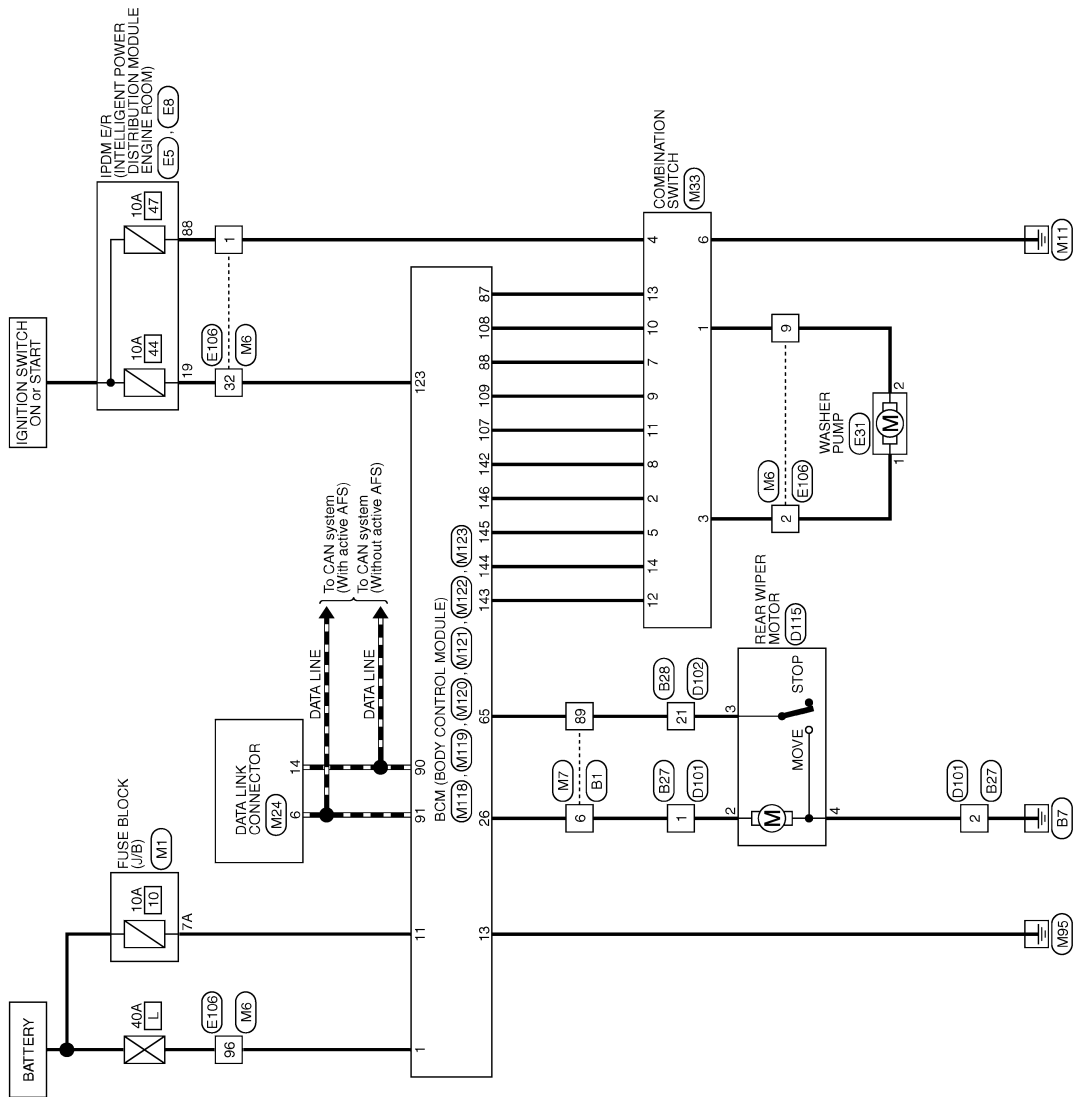 BATTERY
IGNITION SWITCH
ON or START
40A
L
E106
M6
96
FUSE BLOCK
(J/B)
M1
10A
10
7A
IPDM E/R
(INTELLIGENT POWER
DISTRIBUTION MODULE
ENGINE ROOM)
E5 , E8
10A
44
10A
47
19
88
E106
M6
32
1
DATA LINK
CONNECTOR
M24
6
14
DATA LINE
DATA LINE
To CAN system
(With active AFS)
To CAN system
(Without active AFS)
1
11
91
90
123
BCM (BODY CONTROL MODULE)
M118 , M119 , M120 , M121 , M122 , M123
13
26
65
143
144
145
146
142
107
109
88
108
87
12
14
5
2
8
11
9
7
10
13
4
COMBINATION
SWITCH
M33
3
1
6
M7
B1
6
89
B27
D101
1
B28
D102
21
REAR WIPER
MOTOR
D115
2
3
M
MOVE
STOP
4
M6
E106
2
9
WASHER
PUMP
E31
M
1
2
D101
B27
2
M95
B7
M11